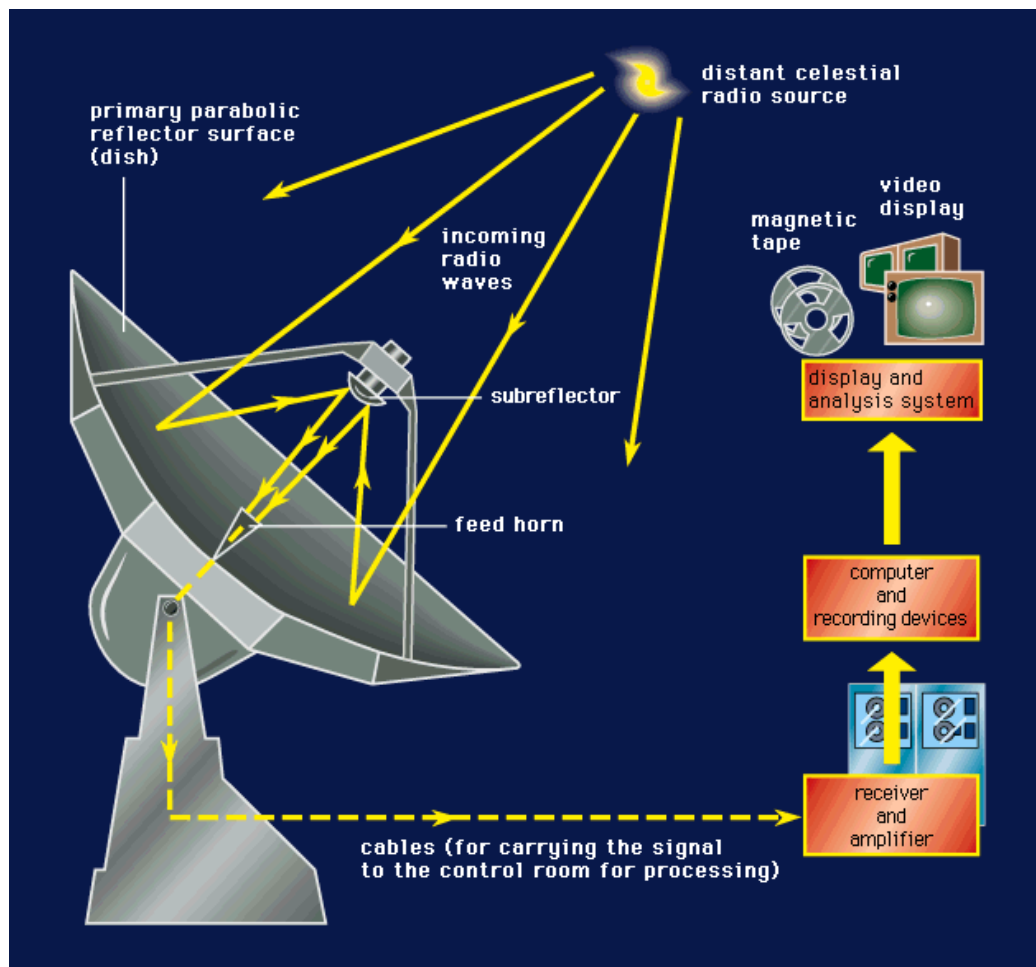 primary parabolic
reflector surface
(dish)
distant celestial
radio source
incoming
radio
waves
magnetic
tape
video
display
subreflector
display and
analysis system
feed horn
computer
and
recording devices
receiver
and
amplifier
cables (for carrying the signal
to the control room for processing)